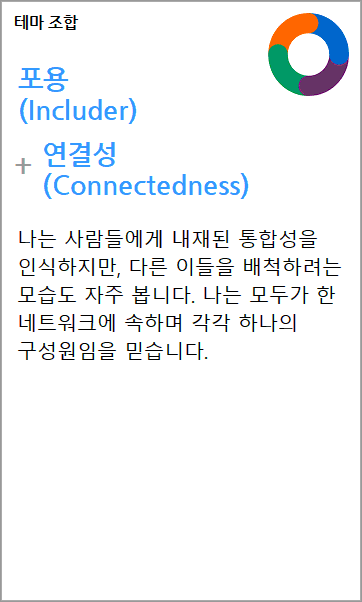 테마 조합
포용
(Includer)
+ 연결성
(Connectedness)
나는 사람들에게 내재된 통합성을
인식하지만, 다른 이들을 배척하려는
모습도 자주 봅니다. 나는 모두가 한
네트워크에 속하며 각각 하나의
구성원임을 믿습니다.